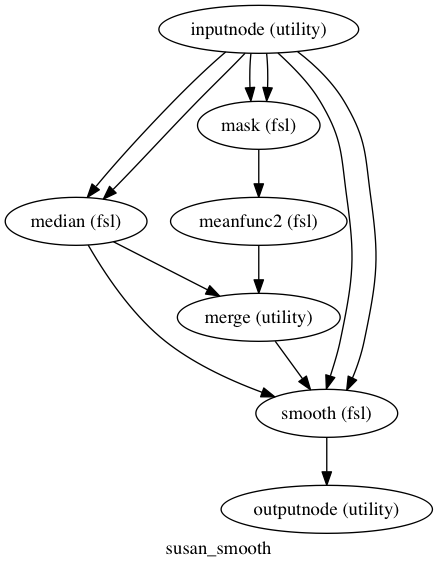 inputnode (utility)
mask (fsl)
median (fsl)
meanfunc2 (fsl)
merge (utility)
smooth (fsl)
outputnode (utility)
susan_smooth